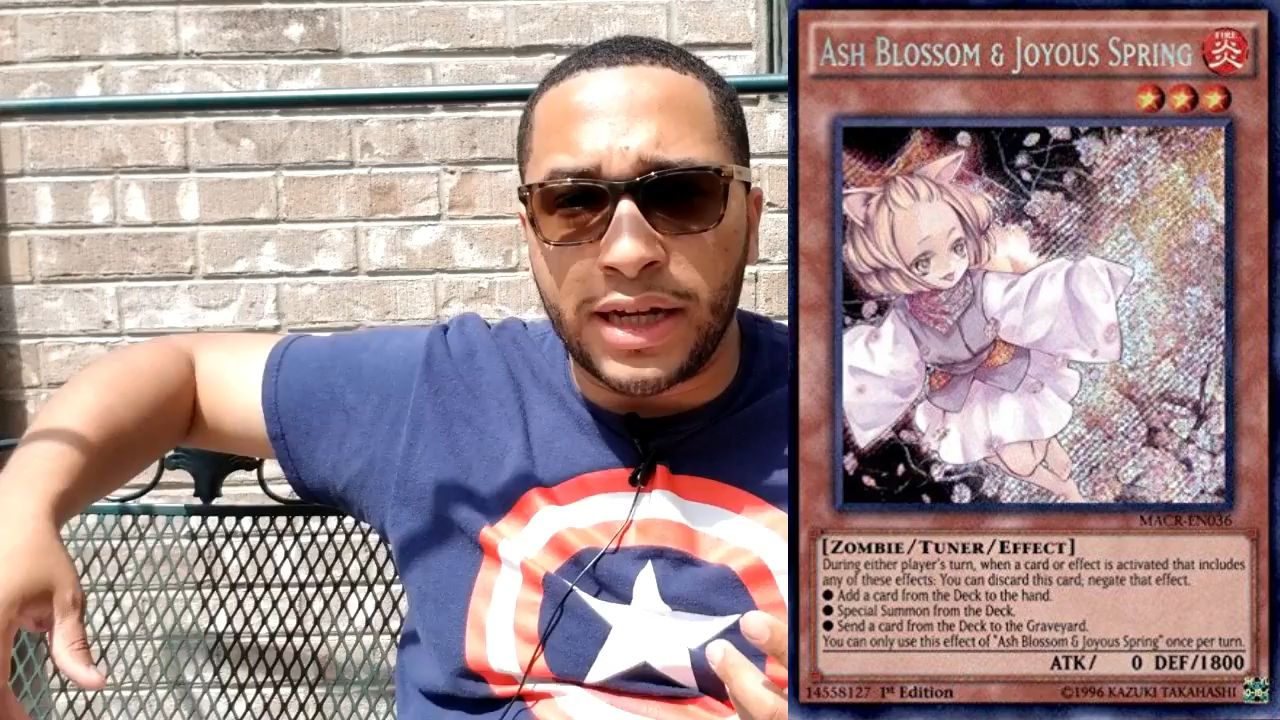 ASH BLOSSOM & JOYOUS SPRING
FIRE
炎
MACR-EN036
[ZOMBIE/TUNER/EFFECT]
During either player's turn, when a card or effect is activated that includes
any of these effects: You can discard this card; negate that effect.
● Add a card from the Deck to the hand.
● Special Summon from the Deck.
● Send a card from the Deck to the Graveyard.
You can only use this effect of "Ash Blossom & Joyous Spring" once per turn.
ATK/ 0 DEF/1800
14558127 1st Edition ©1996 KAZUKI TAKAHASHI